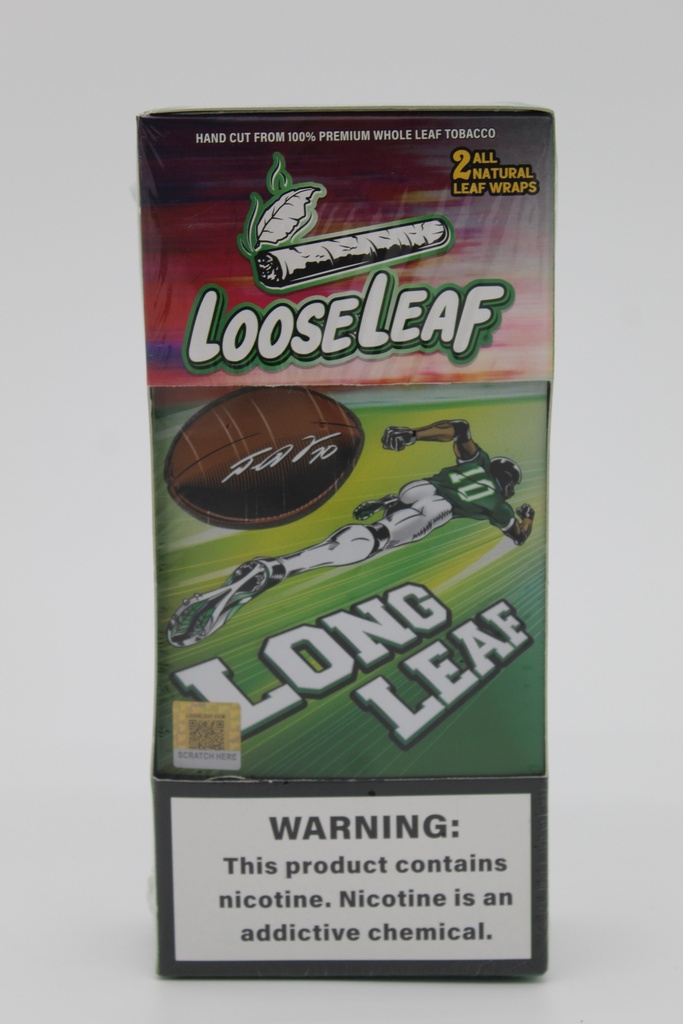 HAND CUT FROM 100% PREMIUM WHOLE LEAF TOBACCO
2 ALL
NATURAL
LEAF WRAPS
LOOSELEAF
10
LONG
LEAF
SCRATCH HERE
WARNING:
This product contains
nicotine. Nicotine is an
addictive chemical.